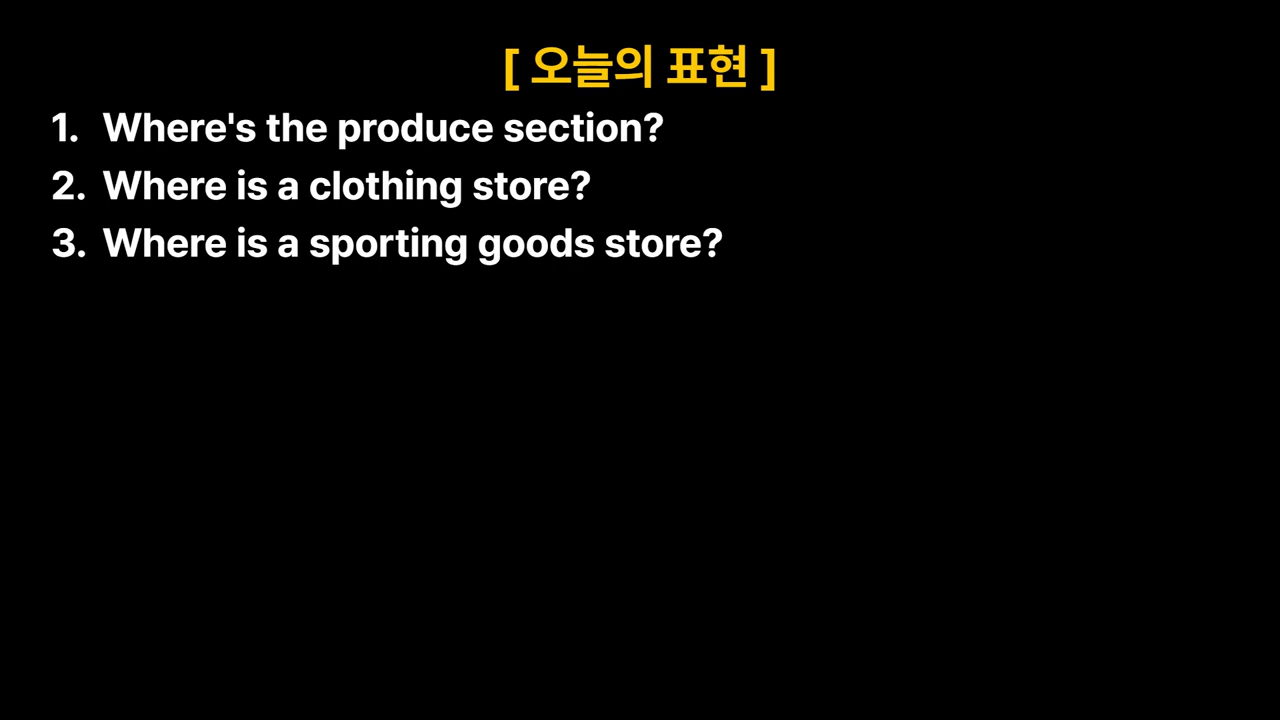 [ 오늘의 표현 ]
1. Where's the produce section?
2. Where is a clothing store?
3. Where is a sporting goods store?